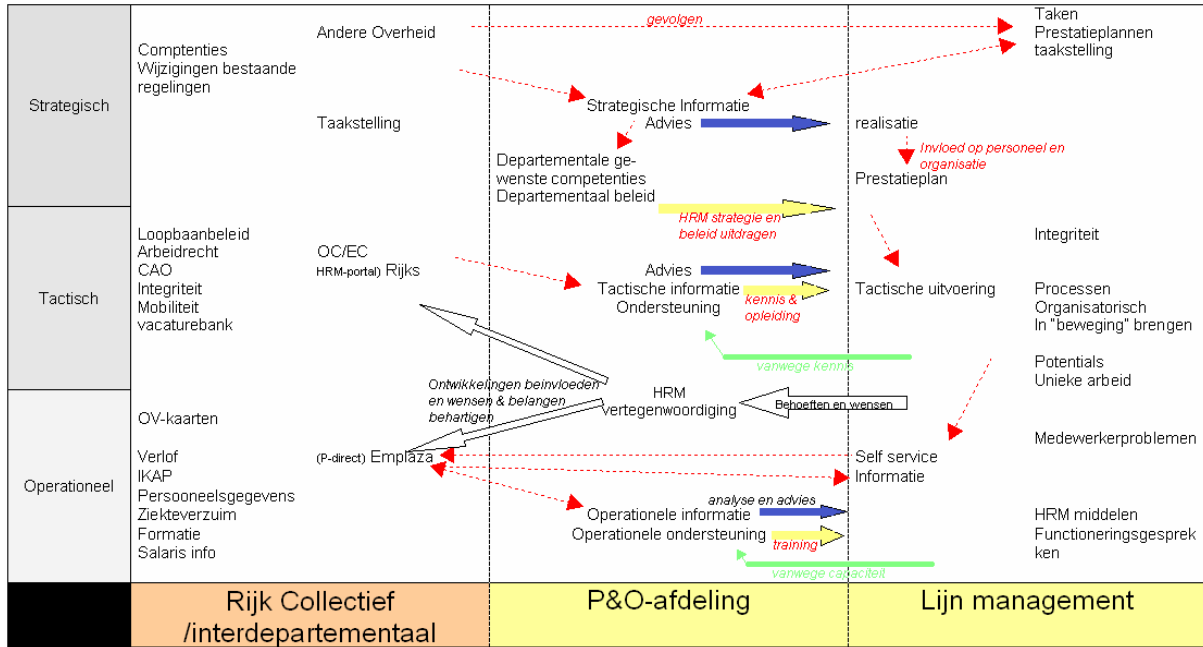 Strategisch
Comptenties
Wijzigingen bestaande
regelingen
Andere Overheid
Taakstelling
gevolgen
Strategische Informatie
Advies
Departementale ge-
wenste competenties
Departementaal beleid
HRM strategie en
beleid uitdragen
Taken
Prestatieplannen
taakstelling
realisatie
Invloed op personeel en
organisatie
Prestatieplan
Tactisch
Loopbaanbeleid
Arbeidrecht
CAO
Integriteit
Mobiliteit
vacaturebank
OC/EC
HRM-portal) Rijks
Advies
Tactische informatie
Ondersteuning
kennis &
opleiding
vanwege kennis
Tactische uitvoering
Integriteit
Processen
Organisatorisch
In "beweging" brengen
Potentials
Unieke arbeid
Ontwikkelingen beinvloeden
en wensen & belangen
behartigen
HRM
vertegenwoordiging
Behoeften en wensen
Operationeel
OV-kaarten
Verlof
IKAP
Persooneelsgegevens
Ziekteverzuim
Formatie
Salaris info
(P-direct) Emplaza
Self service
Informatie
Medewerkerproblemen
analyse en advies
Operationele informatie
Operationele ondersteuning
training
vanwege capaciteit
HRM middelen
Functioneringsgesprek
ken
Rijk Collectief
/interdepartementaal
P&O-afdeling
Lijn management